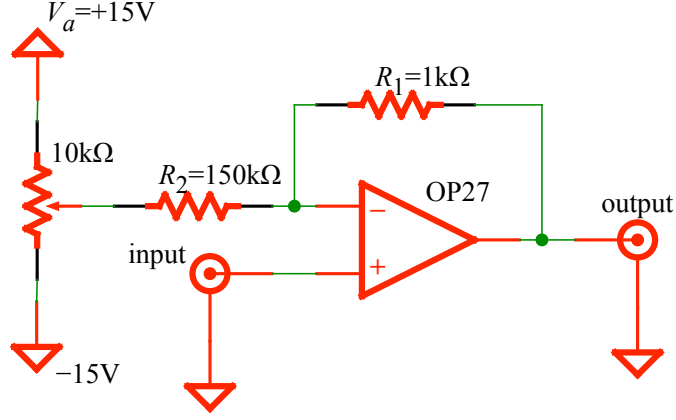 Vₐ=+15V
R₁=1kΩ
10kΩ
R₂=150kΩ
OP27
output
input
−
+
−15V